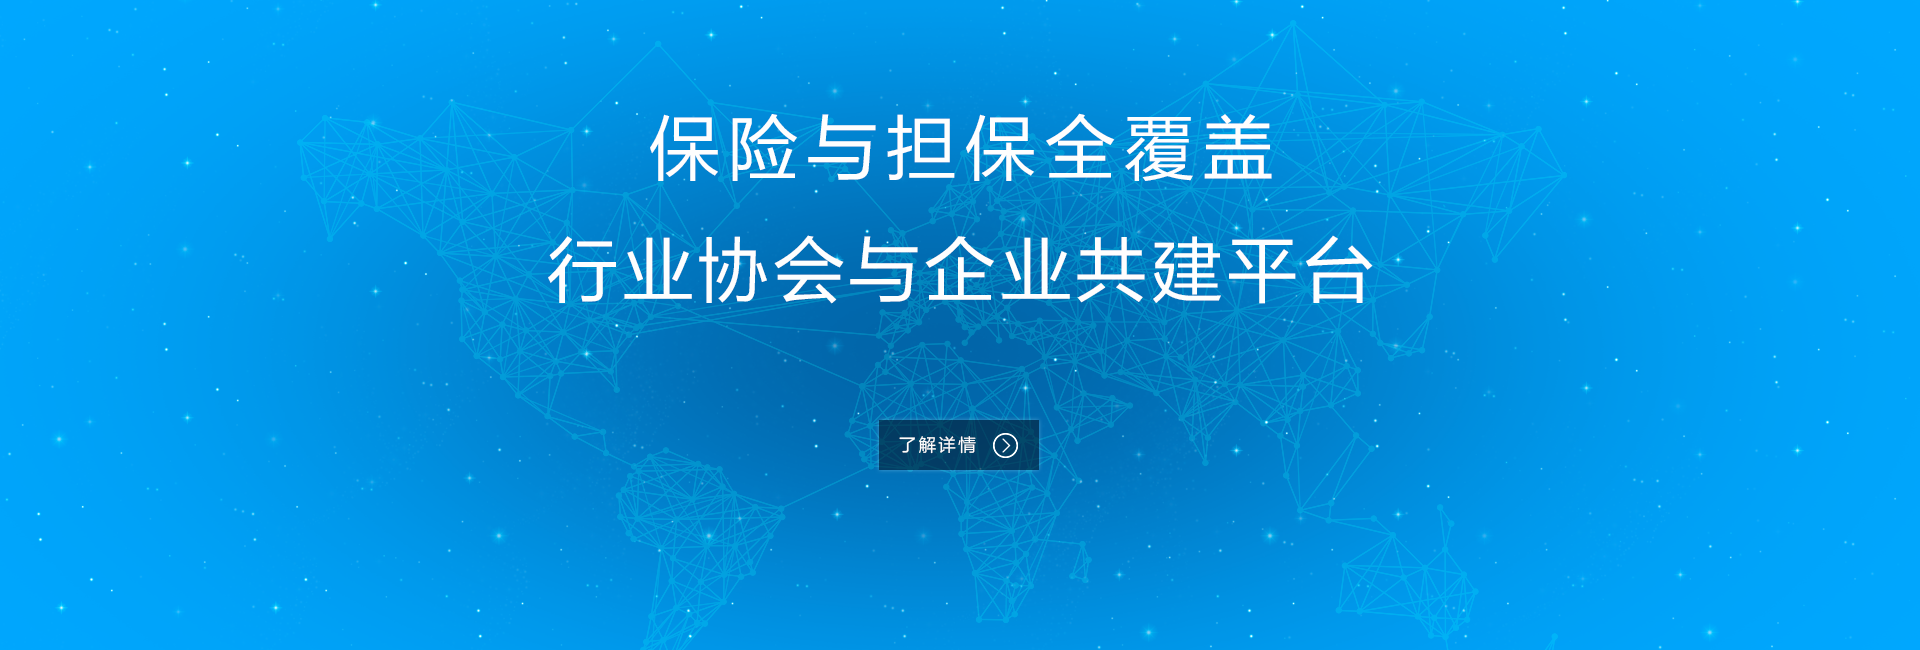 保险与担保全覆盖
行业协会与企业共建平台
了解详情